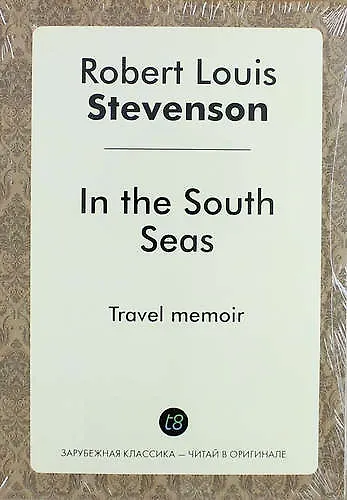 Robert Louis
Stevenson
In the South
Seas
Travel memoir
t8
ЗАРУБЕЖНАЯ КЛАССИКА — ЧИТАЙ В ОРИГИНАЛЕ